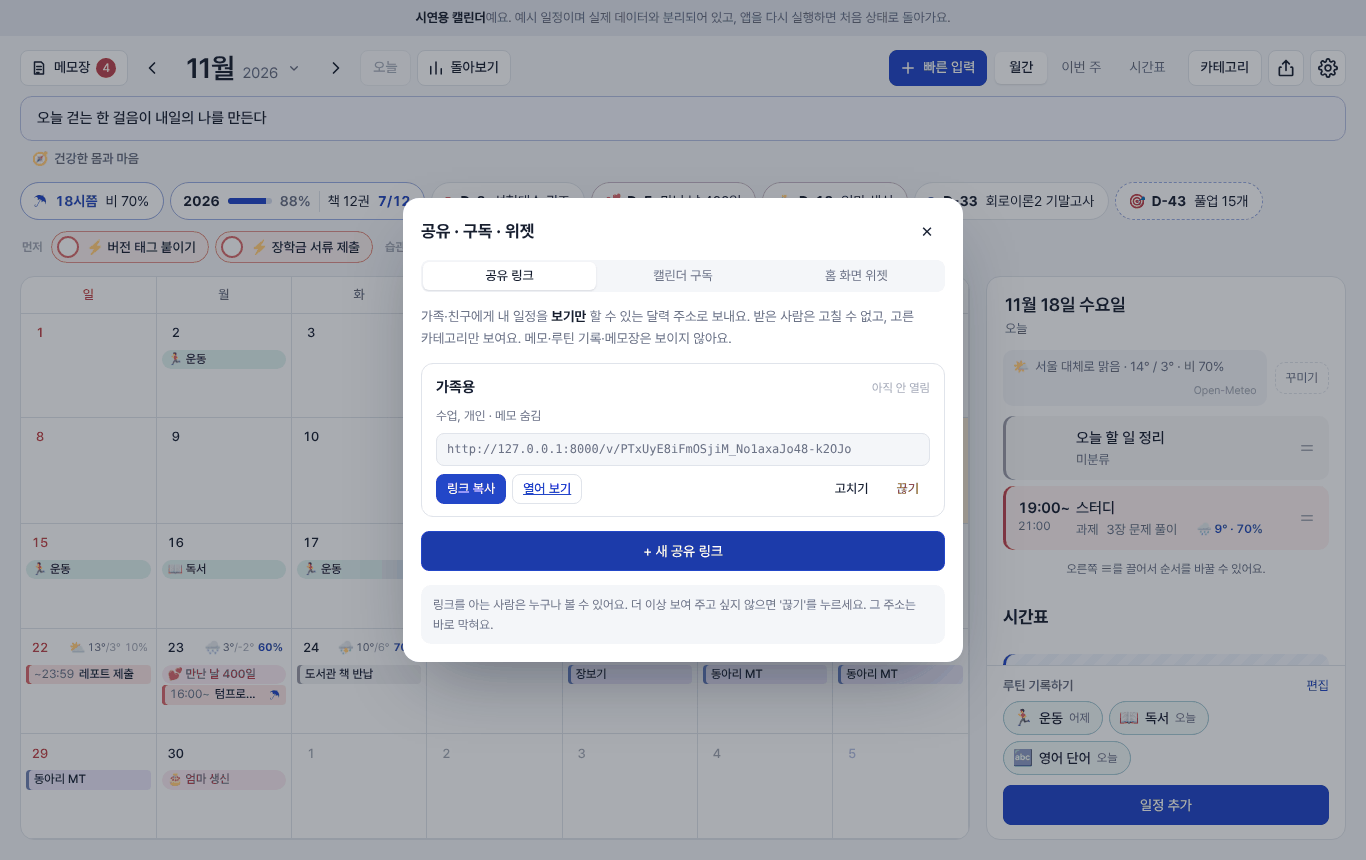 시연용 캘린더예요. 예시 일정이며 실제 데이터와 분리되어 있고, 앱을 다시 실행하면 처음 상태로 돌아가요.
메모장 4
11월 2026
오늘
돌아보기
+ 빠른 입력
월간
이번 주
시간표
카테고리
오늘 걷는 한 걸음이 내일의 나를 만든다
건강한 몸과 마음
18시쯤 비 70%
2026 88% 책 12권 7/12
D-33 회로이론2 기말고사
D-43 풀업 15개
먼저
버전 태그 붙이기
장학금 서류 제출
습관
공유 · 구독 · 위젯
공유 링크
캘린더 구독
홈 화면 위젯
가족·친구에게 내 일정을 보기만 할 수 있는 달력 주소로 보내요. 받은 사람은 고칠 수 없고, 고른
카테고리만 보여요. 메모·루틴 기록·메모장은 보이지 않아요.
가족용
아직 안 열림
수업, 개인 · 메모 숨김
http://127.0.0.1:8000/v/PTxUyE8iFmOSjiM_No1axaJo48-k2OJo
링크 복사
열어 보기
고치기
끊기
+ 새 공유 링크
링크를 아는 사람은 누구나 볼 수 있어요. 더 이상 보여 주고 싶지 않으면 '끊기'를 누르세요. 그 주소는
바로 막혀요.
일 월 화
1 2 3
운동
8 9 10
15 16 17
운동
독서
운동
22 13°/3° 10%
23 3°/-2° 60%
24 10°/6°
~23:59 레포트 제출
만난 날 400일
16:00~ 텀프로...
도서관 책 반납
장보기
동아리 MT
동아리 MT
29 30 1 2 3 4 5
동아리 MT
엄마 생신
11월 18일 수요일
오늘
서울 대체로 맑음 · 14° / 3° · 비 70%
Open-Meteo
꾸미기
오늘 할 일 정리
미분류
19:00~ 스터디
21:00 과제 3장 문제 풀이 9° · 70%
오른쪽 ≡를 끌어서 순서를 바꿀 수 있어요.
시간표
루틴 기록하기
편집
운동 어제
독서 오늘
abc 영어 단어 오늘
일정 추가